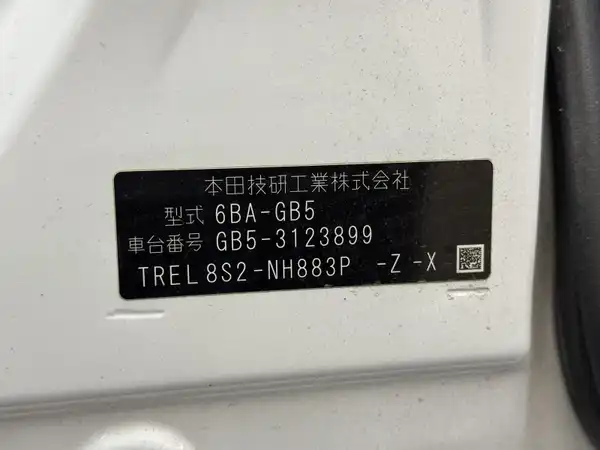 本田技研工業株式会社
型式 6BA-GB5
車台番号 GB5-3123899
TREL8S2-NH883P -Z -X